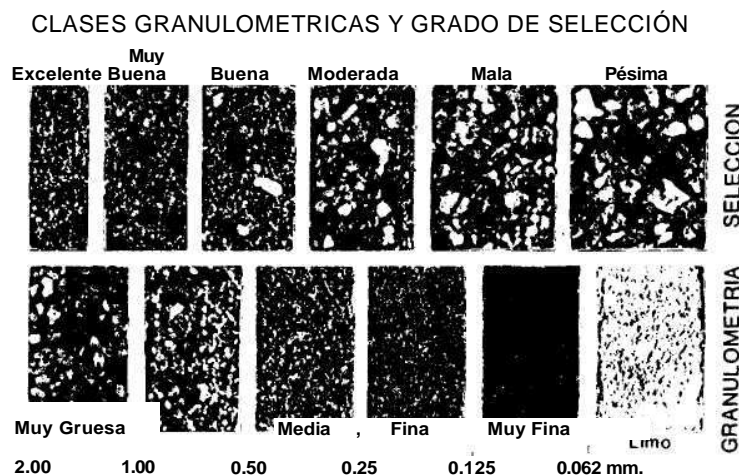 CLASES GRANULOMETRICAS Y GRADO DE SELECCIÓN
Excelente Muy Buena Buena Moderada Mala Pésima
SELECCION
GRANULOMETRIA
Muy Gruesa Media , Fina Muy Fina Limo
2.00 1.00 0.50 0.25 0.125 0.062 mm.